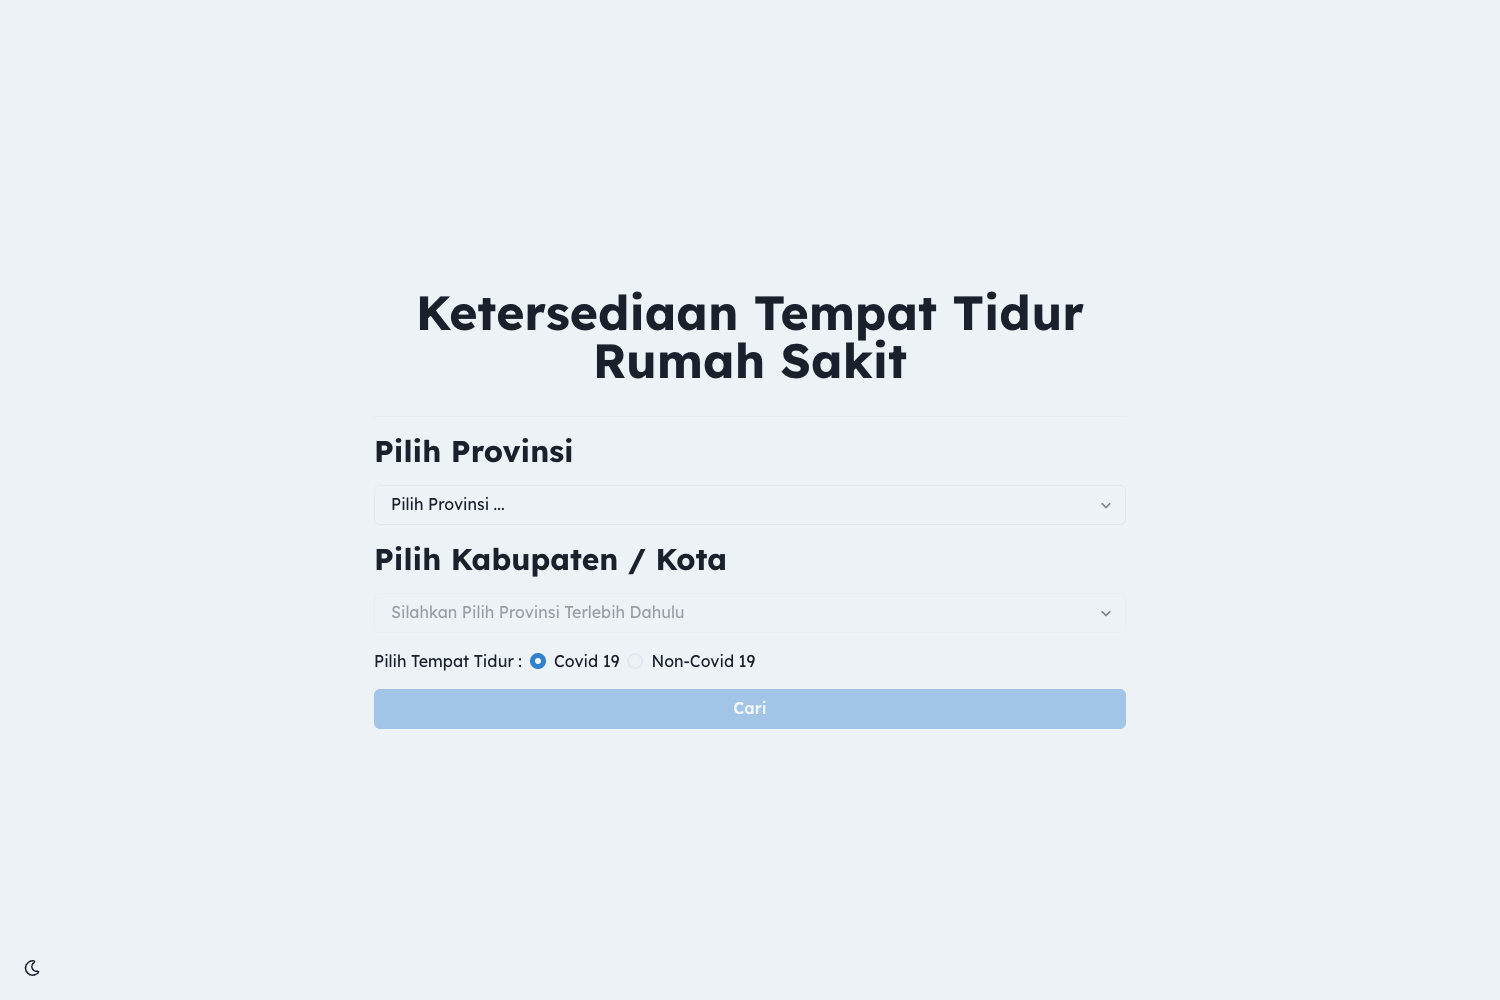 Ketersediaan Tempat Tidur
Rumah Sakit
Pilih Provinsi
Pilih Provinsi ...
Pilih Kabupaten / Kota
Silahkan Pilih Provinsi Terlebih Dahulu
Pilih Tempat Tidur : Covid 19 Non-Covid 19
Cari